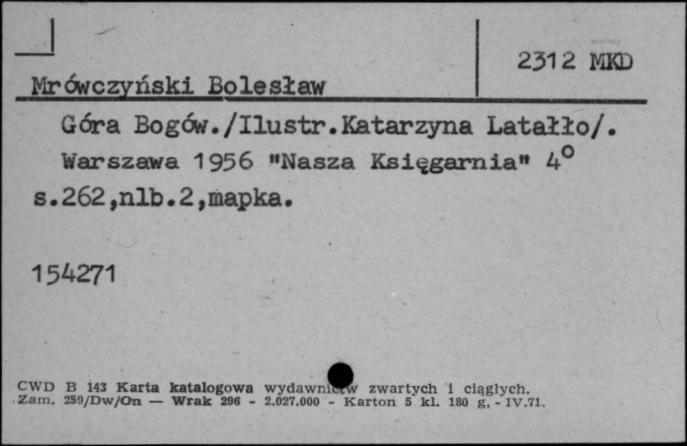 2312 MKD
Mrówczyński Bolesław
Góra Bogów./Ilustr.Katarzyna Latałło/.
Warszawa 1956 "Nasza Księgarnia" 4°
s.262,nlb.2,mapka.
154271
CWD B 143 Karta katalogowa wydawnictw zwartych i ciągłych.
Zam. 259/Dw/On — Wrak 296 - 2.027.000 - Karton 5 kl. 180 g, - IV.71.